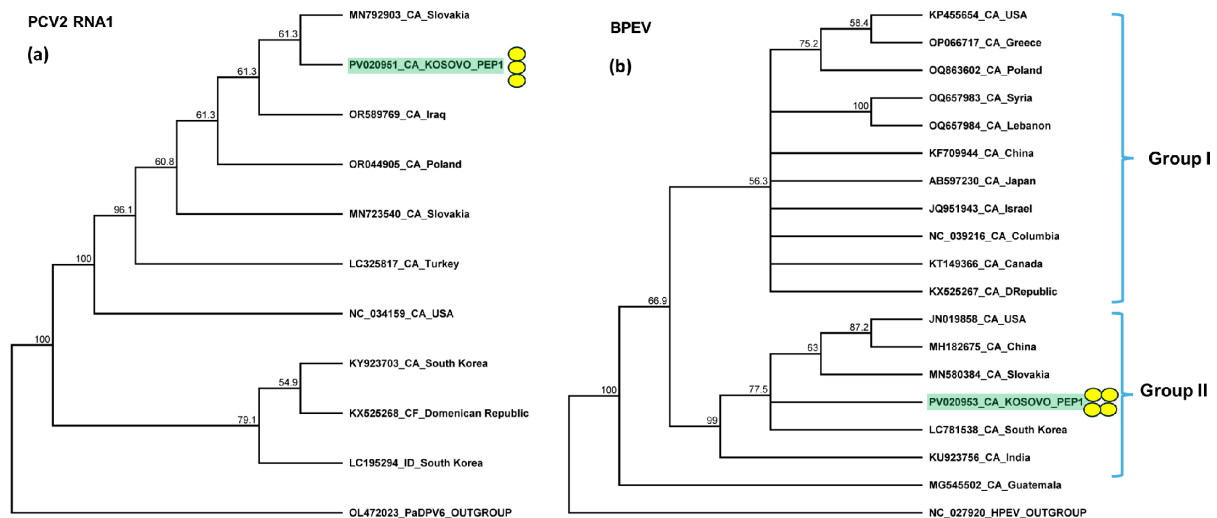 PCV2 RNA1
(a)
MN792903_CA_Slovakia
61.3
PV020951_CA_KOSOVO_PEP1
61.3
OR589769_CA_Iraq
61.3
OR044905_CA_Poland
60.8
MN723540_CA_Slovakia
96.1
LC325817_CA_Turkey
100
NC_034159_CA_USA
100
KY923703_CA_South Korea
54.9
KX525268_CF_Domenican Republic
79.1
LC195294_ID_South Korea
OL472023_PaDPV6_OUTGROUP
BPEV
(b)
KP455654_CA_USA
58.4
OP066717_CA_Greece
75.2
OQ863602_CA_Poland
OQ657983_CA_Syria
100
OQ657984_CA_Lebanon
KF709944_CA_China
Group I
AB597230_CA_Japan
56.3
JQ951943_CA_Israel
NC_039216_CA_Columbia
KT149366_CA_Canada
KX525267_CA_DRepublic
66.9
JN019858_CA_USA
87.2
MH182675_CA_China
63
MN580384_CA_Slovakia
77.5
Group II
PV020953_CA_KOSOVO_PEP1
100
LC781538_CA_South Korea
99
KU923756_CA_India
MG545502_CA_Guatemala
NC_027920_HPEV_OUTGROUP